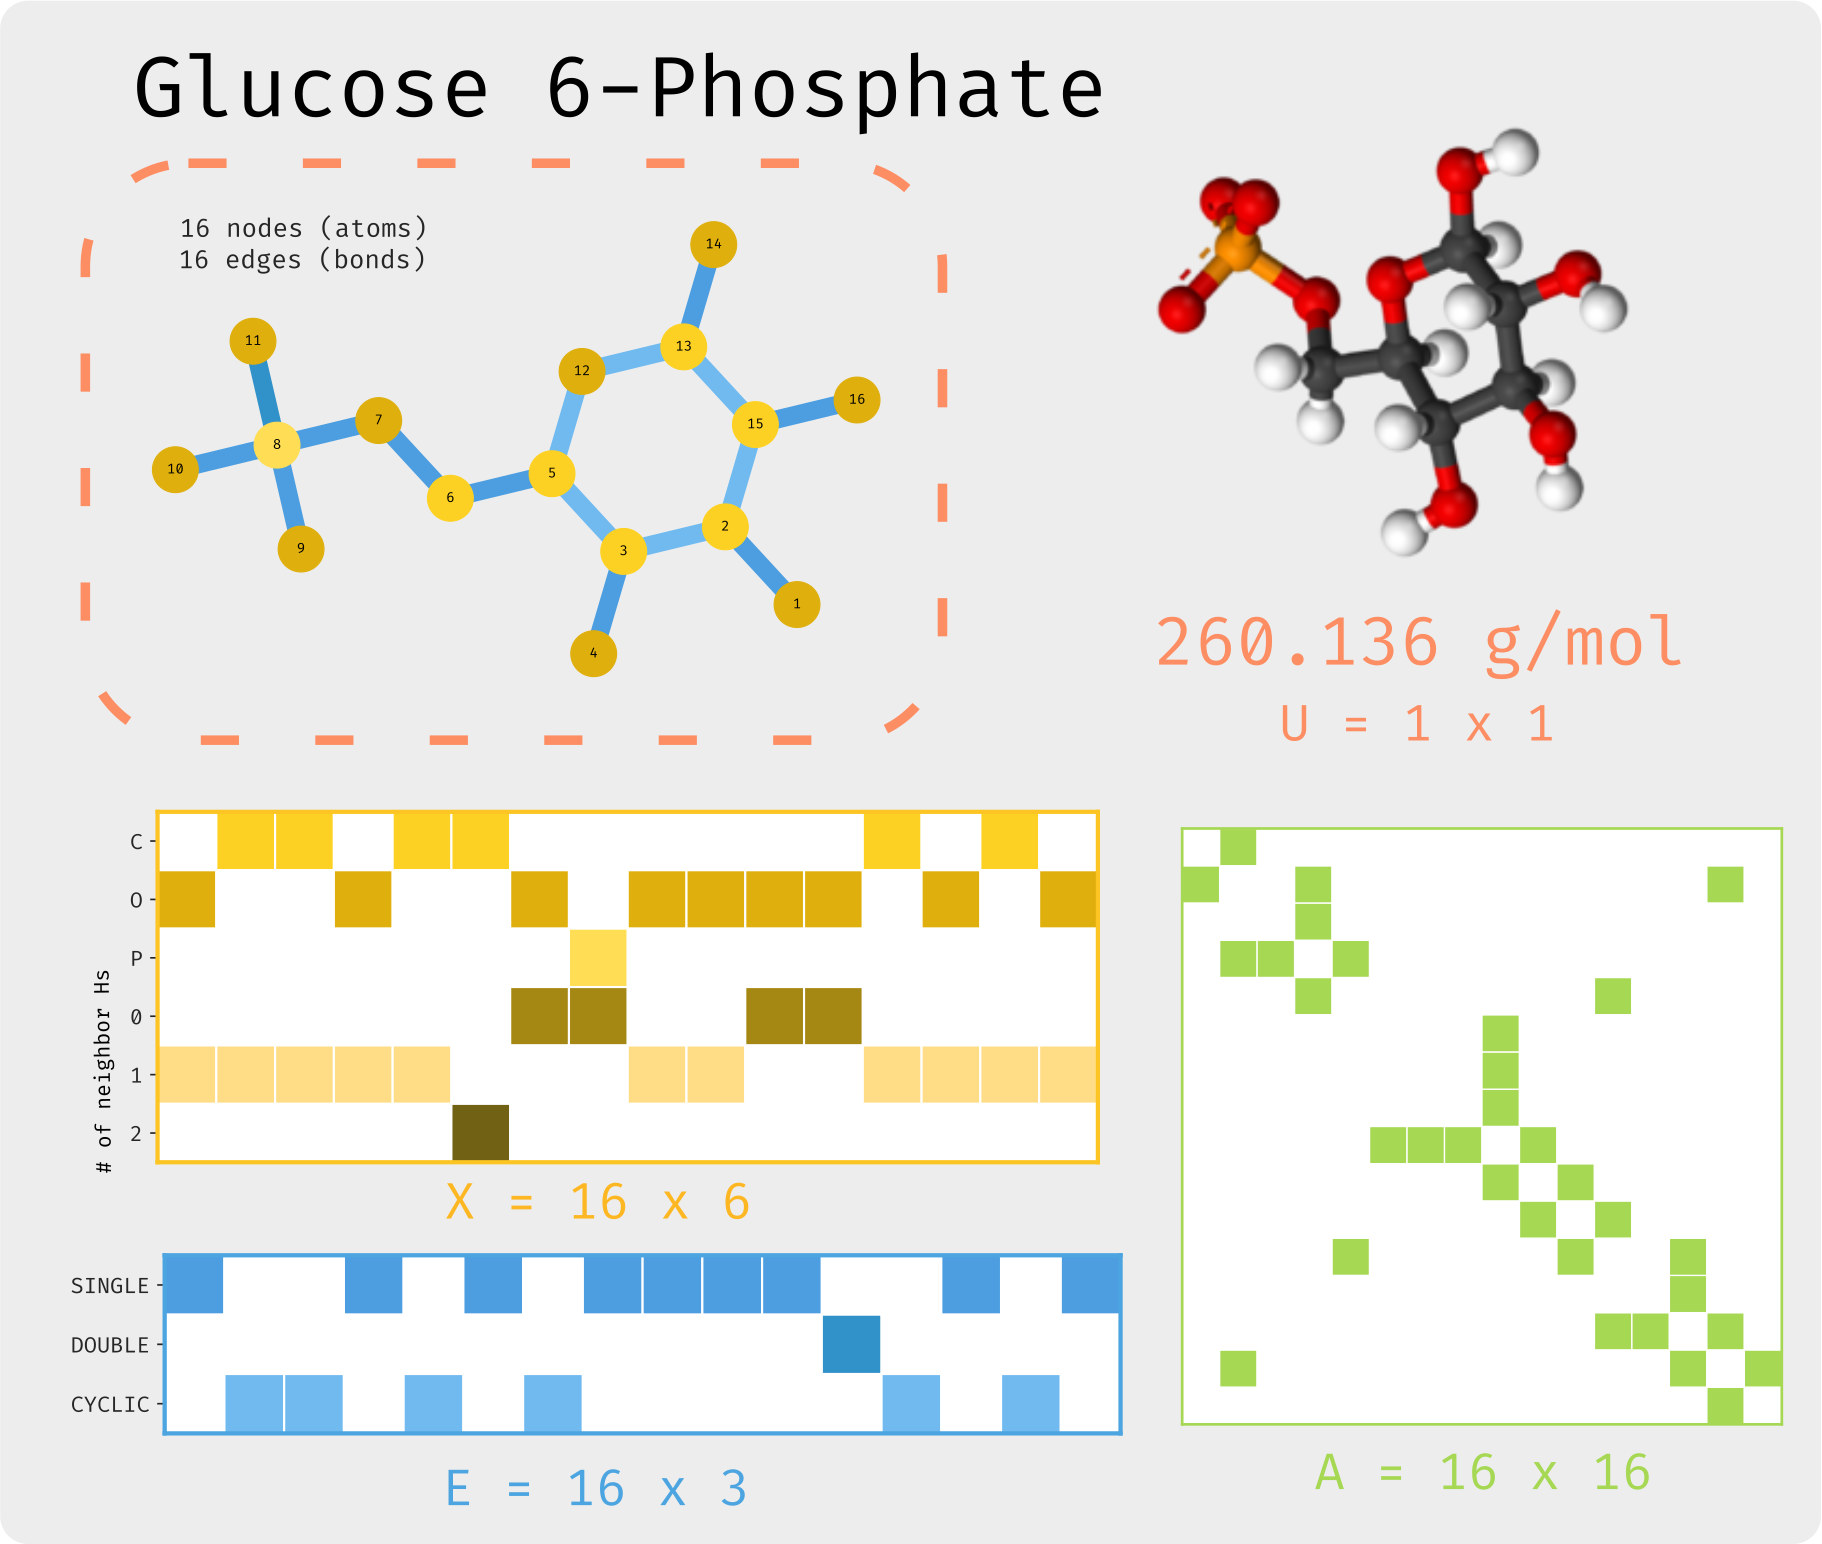 Glucose 6-Phosphate
16 nodes (atoms)
16 edges (bonds)
14
11
13
12
7
16
15
8
10
5
6
2
3
9
1
4
260.136 g/mol
U = 1 x 1
C
O
P
# of neighbor Hs
0
1
2
X = 16 x 6
SINGLE
DOUBLE
CYCLIC
E = 16 x 3
A = 16 x 16